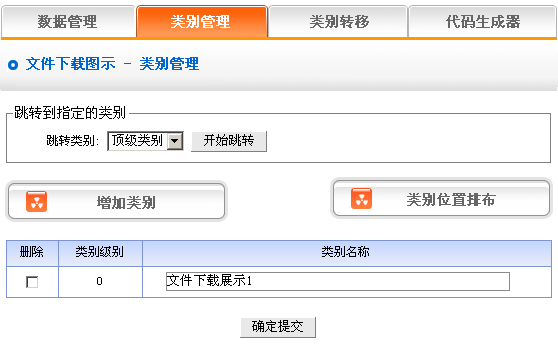 数据管理 类别管理 类别转移 代码生成器
文件下载图示 - 类别管理
跳转到指定的类别
跳转类别: 顶级类别 开始跳转
增加类别 类别位置排布
删除 类别级别 类别名称
0 文件下载展示1
确定提交